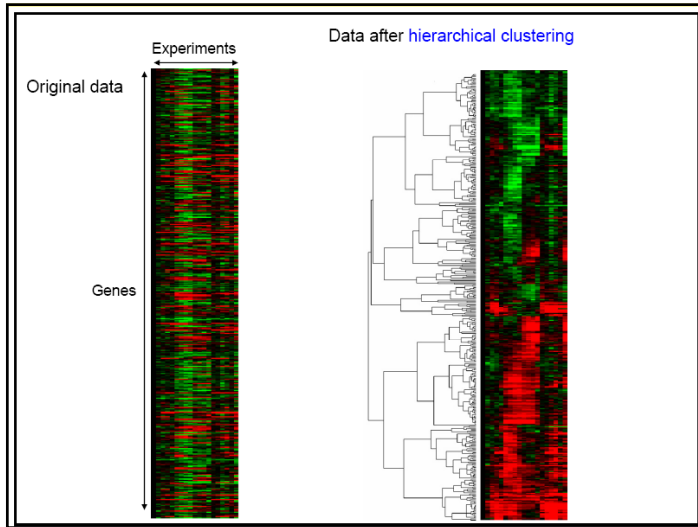 Data after hierarchical clustering
Experiments
Original data
Genes